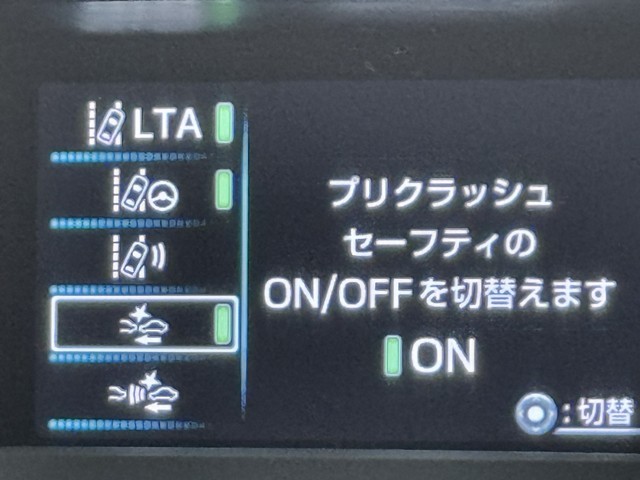 LTA
プリクラッシュ
セーフティの
ON/OFFを切替えます
ON
:切替